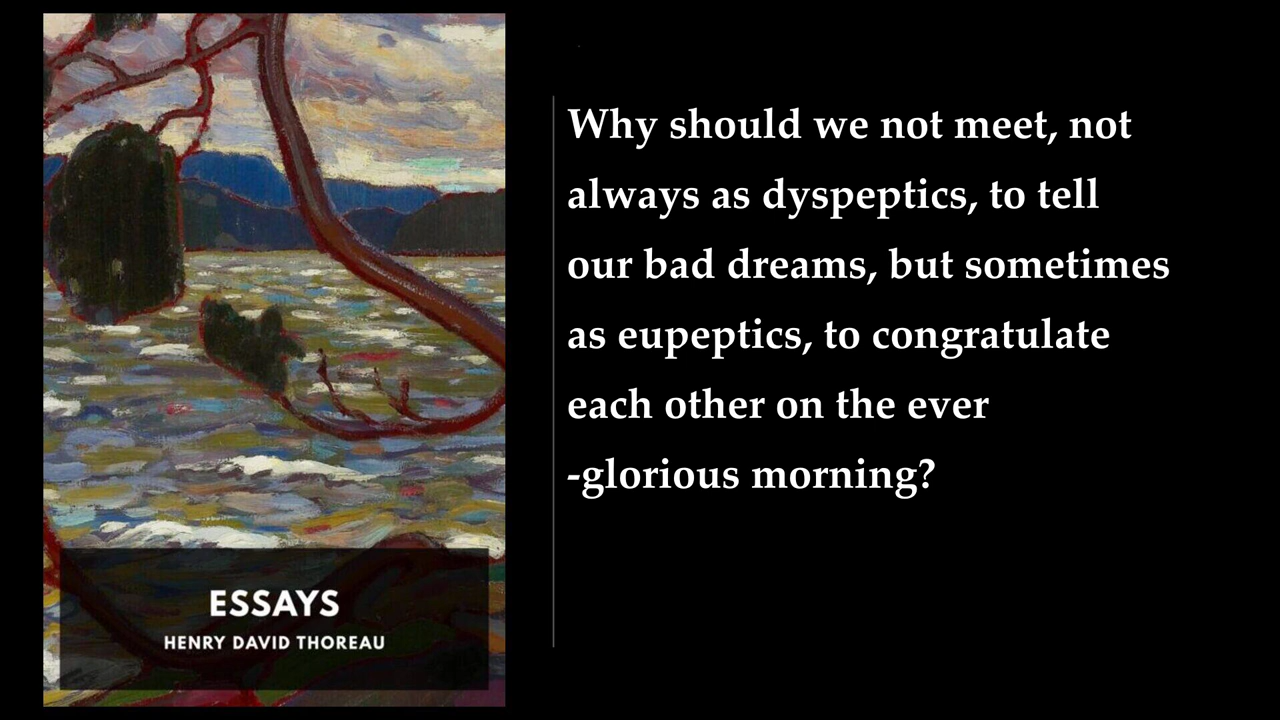 ESSAYS
HENRY DAVID THOREAU
Why should we not meet, not
always as dyspeptics, to tell
our bad dreams, but sometimes
as eupeptics, to congratulate
each other on the ever
-glorious morning?